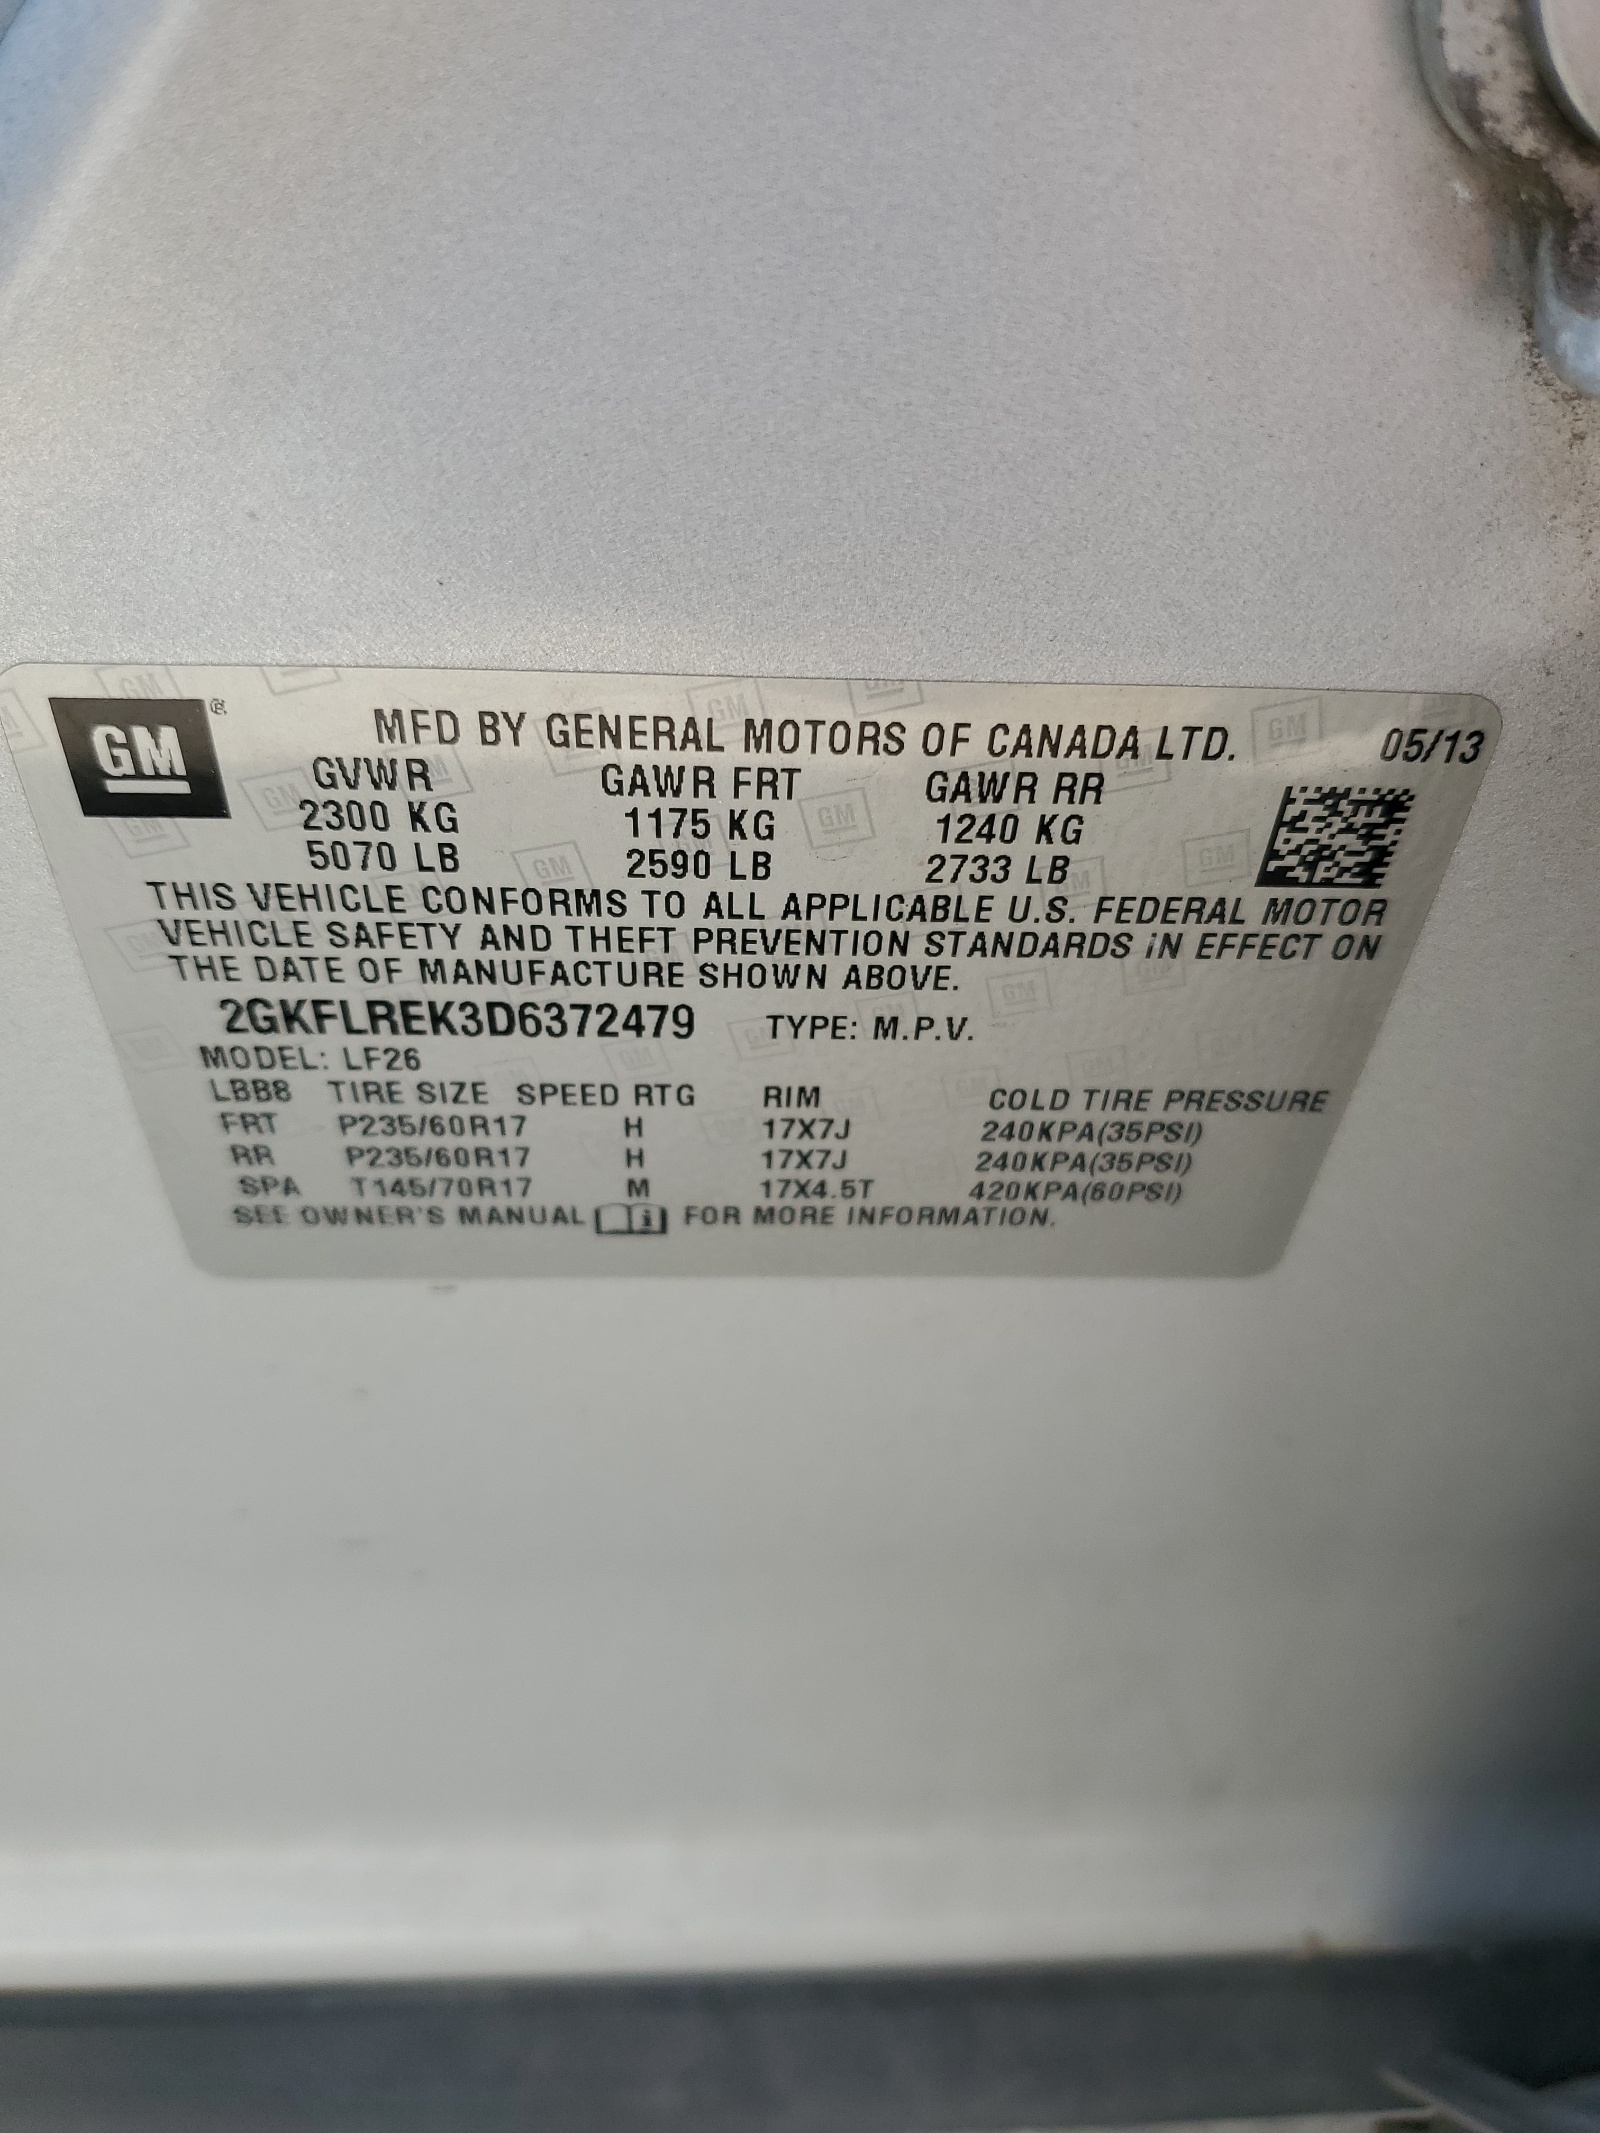 GM ®
MFD BY GENERAL MOTORS OF CANADA LTD. 05/13
GVWR GAWR FRT GAWR RR
2300 KG 1175 KG 1240 KG
5070 LB 2590 LB 2733 LB
THIS VEHICLE CONFORMS TO ALL APPLICABLE U.S. FEDERAL MOTOR
VEHICLE SAFETY AND THEFT PREVENTION STANDARDS IN EFFECT ON
THE DATE OF MANUFACTURE SHOWN ABOVE.
2GKFLREK3D6372479 TYPE: M.P.V.
MODEL: LF26
LBB8 TIRE SIZE SPEED RTG RIM COLD TIRE PRESSURE
FRT P235/60R17 H 17X7J 240KPA(35PSI)
RR P235/60R17 H 17X7J 240KPA(35PSI)
SPA T145/70R17 M 17X4.5T 420KPA(60PSI)
SEE OWNER'S MANUAL i FOR MORE INFORMATION.